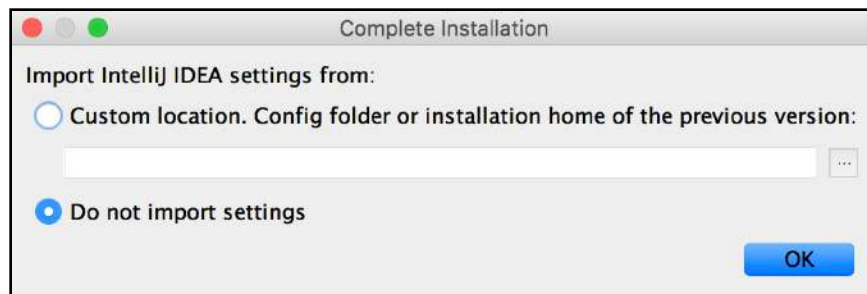 Complete Installation
Import IntelliJ IDEA settings from:
Custom location. Config folder or installation home of the previous version:
...
Do not import settings
OK